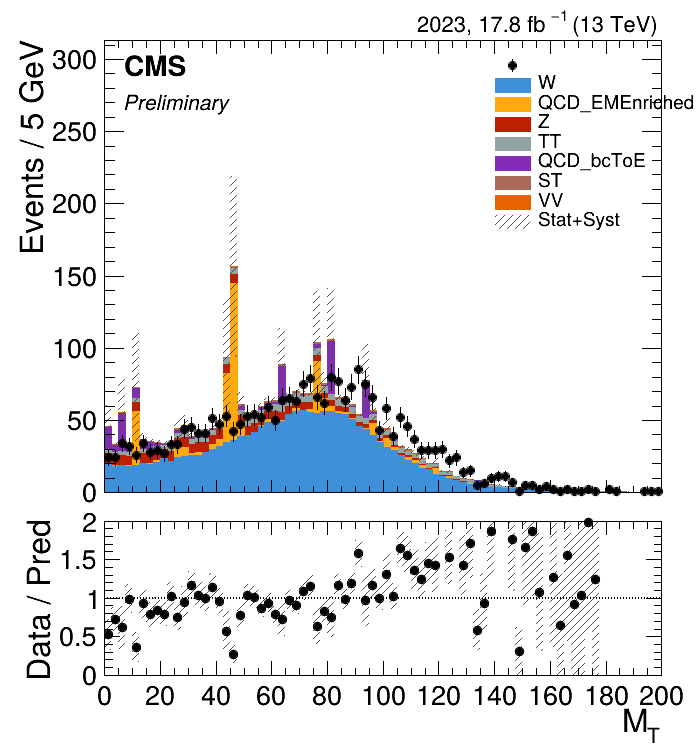 2023, 17.8 fb⁻¹ (13 TeV)
Events / 5 GeV
300
250
200
150
100
50
0
CMS
Preliminary
W
QCD_EMEnriched
Z
TT
QCD_bcToE
ST
VV
Stat+Syst
Data / Pred
2
1.5
1
0.5
0
0 20 40 60 80 100 120 140 160 180 200
M_T